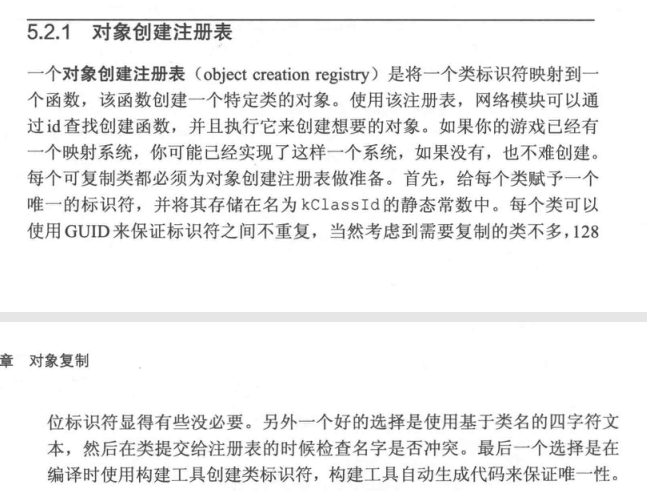 5.2.1 对象创建注册表
一个对象创建注册表（object creation registry）是将一个类标识符映射到一
个函数，该函数创建一个特定类的对象。使用该注册表，网络模块可以通
过id查找创建函数，并且执行它来创建想要的对象。如果你的游戏已经有
一个映射系统，你可能已经实现了这样一个系统，如果没有，也不难创建。
每个可复制类都必须为对象创建注册表做准备。首先，给每个类赋予一个
唯一的标识符，并将其存储在名为kClassId的静态常数中。每个类可以
使用GUID来保证标识符之间不重复，当然考虑到需要复制的类不多，128
章 对象复制
位标识符显得有些没必要。另外一个好的选择是使用基于类名的四字符文
本，然后在类提交给注册表的时候检查名字是否冲突。最后一个选择是在
编译时使用构建工具创建类标识符，构建工具自动生成代码来保证唯一性。